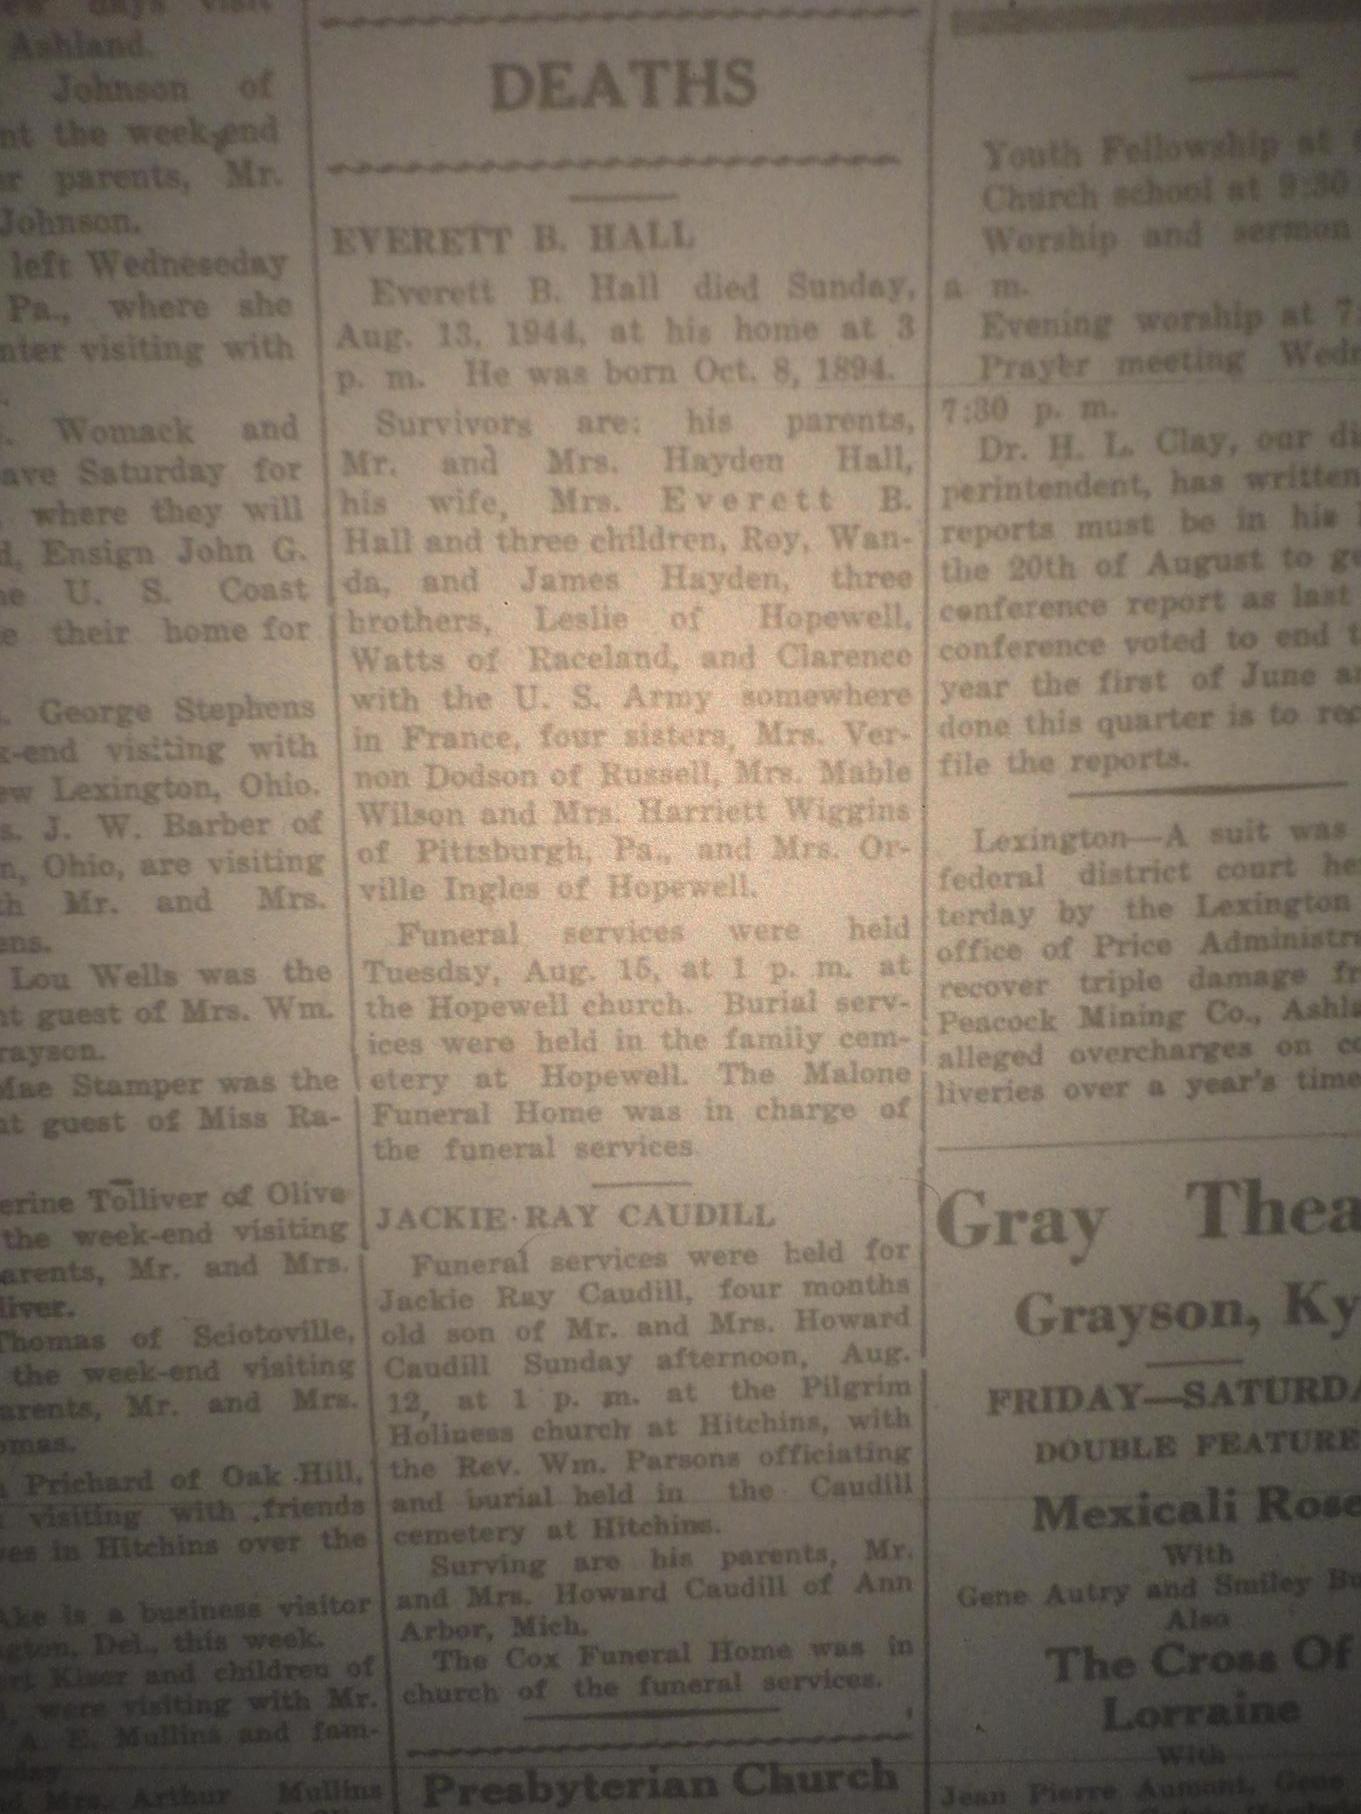 Ashland.
Johnson of
the week-end
parents, Mr.
Johnson.
left Wedneseday
Pa., where she
visiting with
Womack and
Saturday for
where they will
Ensign John G.
U. S. Coast
their home for
George Stephens
visiting with
Lexington, Ohio.
J. W. Barber of
Ohio, are visiting
Mr. and Mrs.
Lou Wells was the
guest of Mrs. Wm.
Stamper was the
guest of Miss Ra-
Tolliver of Olive
the week-end visiting
Mr. and Mrs.
Thomas of Sciotoville,
the week-end visiting
Mr. and Mrs.
Prichard of Oak Hill,
visiting with friends
in Hitchins over the
is a business visitor
Del., this week.
Kiser and children of
were visiting with Mr.
A. E. Mullins and fam-
Mrs. Arthur Mullins
DEATHS
EVERETT B. HALL
Everett B. Hall died Sunday,
Aug. 13, 1944, at his home at 3
p. m. He was born Oct. 8, 1894.
Survivors are: his parents,
Mr. and Mrs. Hayden Hall,
his wife, Mrs. Everett B.
Hall and three children, Roy, Wan-
da, and James Hayden, three
brothers, Leslie of Hopewell,
Watts of Raceland, and Clarence
with the U. S. Army somewhere
in France, four sisters, Mrs. Ver-
non Dodson of Russell, Mrs. Mable
Wilson and Mrs. Harriett Wiggins
of Pittsburgh, Pa., and Mrs. Or-
ville Ingles of Hopewell.
Funeral services were held
Tuesday, Aug. 15, at 1 p. m. at
the Hopewell church. Burial serv-
ices were held in the family cem-
etery at Hopewell. The Malone
Funeral Home was in charge of
the funeral services
JACKIE RAY CAUDILL
Funeral services were held for
Jackie Ray Caudill, four months
old son of Mr. and Mrs. Howard
Caudill Sunday afternoon, Aug.
12, at 1 p. m. at the Pilgrim
Holiness church at Hitchins, with
the Rev. Wm. Parsons officiating
and burial held in the Caudill
cemetery at Hitchins.
Surving are his parents, Mr.
and Mrs. Howard Caudill of Ann
Arbor, Mich.
The Cox Funeral Home was in
church of the funeral services.
Presbyterian Church
Youth Fellowship at
Church school at 9:30
Worship and sermon
a m.
Evening worship at
Prayer meeting
7:30 p. m.
Dr. H. L. Clay, our
perintendent, has written
reports must be in his
the 20th of August to
conference report as last
conference voted to end
year the first of June
done this quarter is to
file the reports.
Lexington—A suit was
federal district court
terday by the Lexington
office of Price
recover triple damage
Peacock Mining Co.,
alleged overcharges on
liveries over a year's time
Gray
Grayson, Ky
FRIDAY—
DOUBLE FEATURE
Mexicali Rose
With
Gene Autry and Smiley
Also
The Cross Of
Lorraine
With
Jean Pierre Aumont, Gene